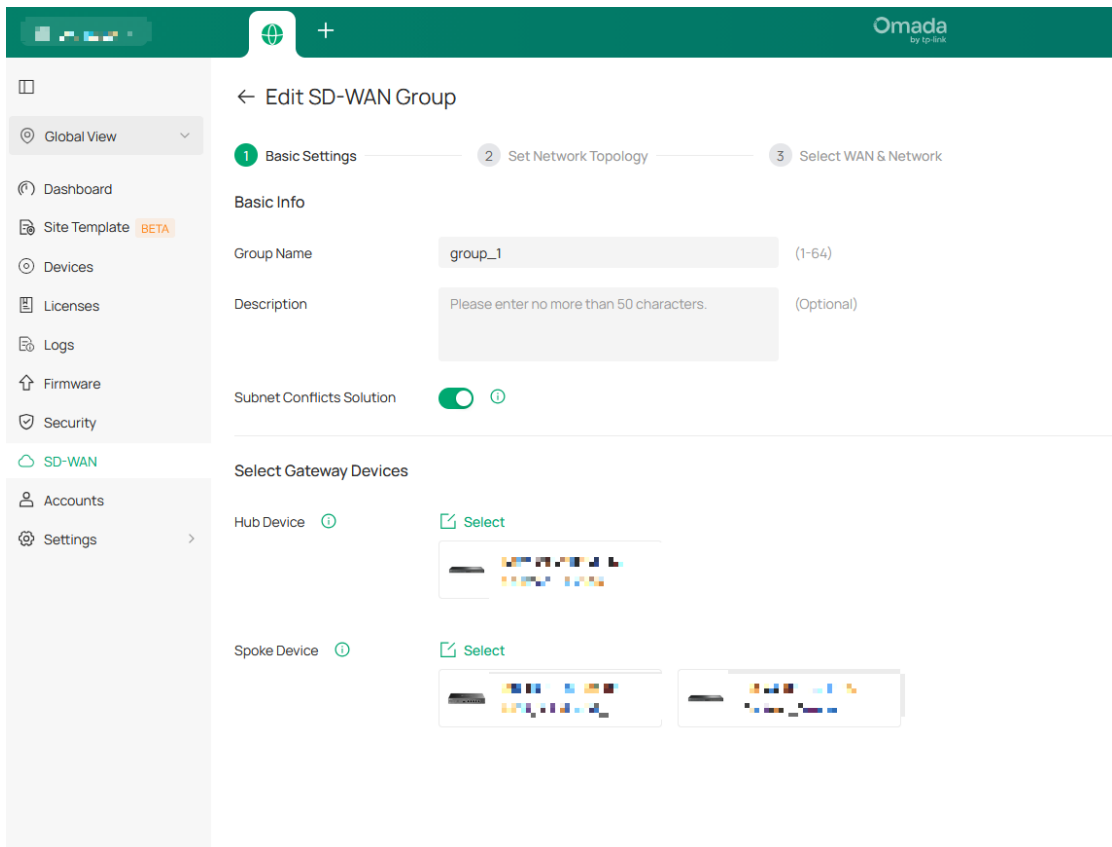 Omada
by tp-link
Edit SD-WAN Group
Global View
1 Basic Settings
2 Set Network Topology
3 Select WAN & Network
Dashboard
Site Template BETA
Devices
Licenses
Logs
Firmware
Security
SD-WAN
Accounts
Settings
Basic Info
Group Name group_1 (1-64)
Description Please enter no more than 50 characters. (Optional)
Subnet Conflicts Solution
Select Gateway Devices
Hub Device Select
Spoke Device Select